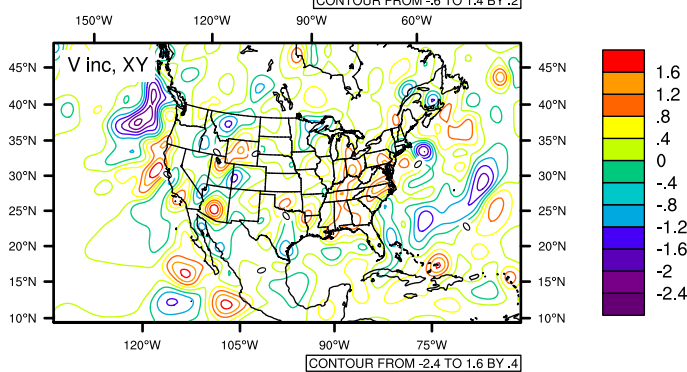 CONTOUR FROM -.6 TO 1.4 BY .2
150°W 120°W 90°W 60°W
V inc, XY
45°N 45°N
40°N 40°N
35°N 35°N
30°N 30°N
25°N 25°N
20°N 20°N
15°N 15°N
10°N 10°N
120°W 105°W 90°W 75°W
CONTOUR FROM -2.4 TO 1.6 BY .4
1.6
1.2
.8
.4
0
-.4
-.8
-1.2
-1.6
-2
-2.4